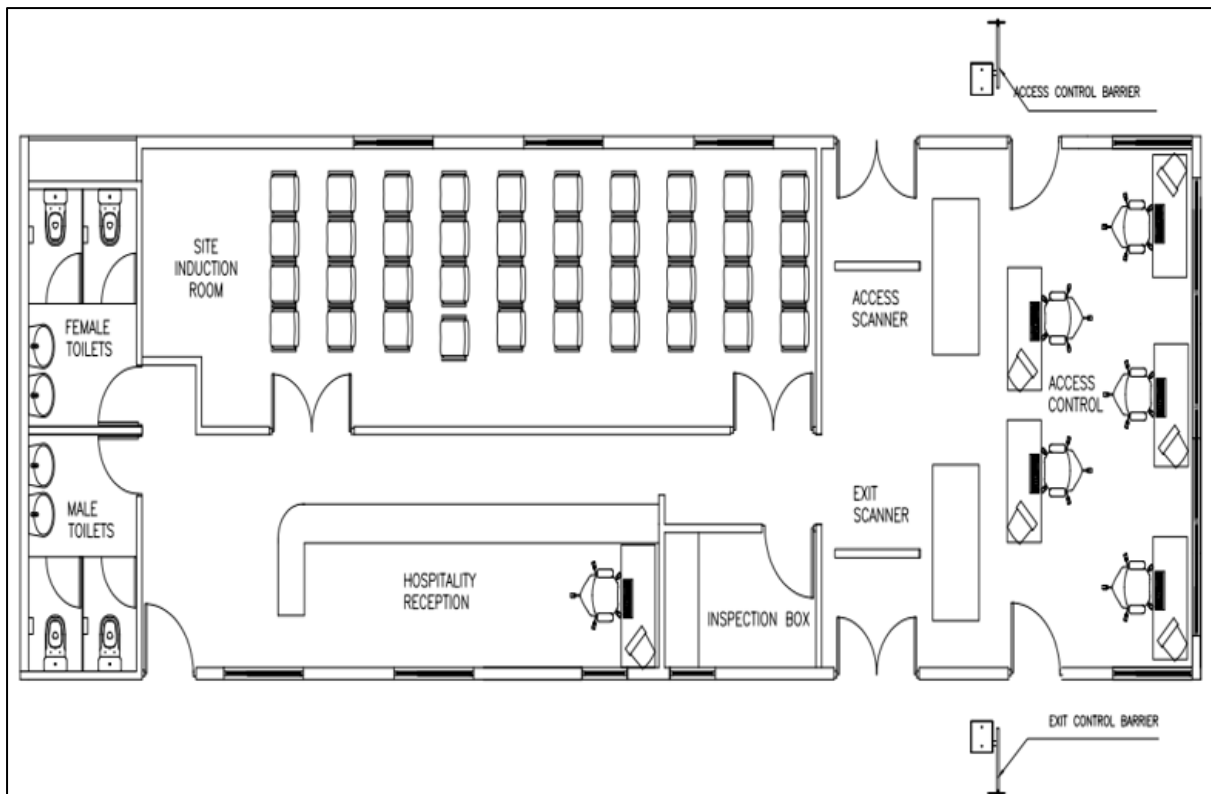 ACCESS CONTROL BARRIER
SITE
INDUCTION
ROOM
ACCESS
SCANNER
FEMALE
TOILETS
ACCESS
CONTROL
MALE
TOILETS
EXIT
SCANNER
HOSPITALITY
RECEPTION
INSPECTION BOX
EXIT CONTROL BARRIER